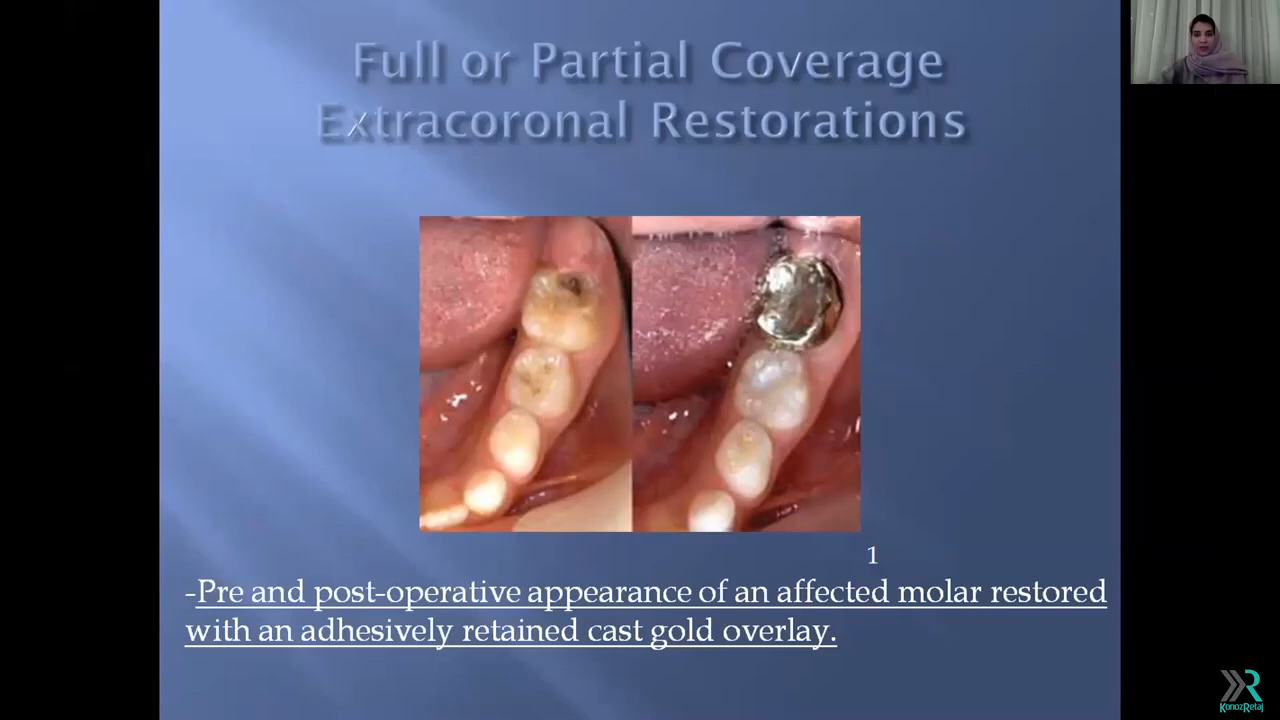 Full or Partial Coverage
Extracoronal Restorations
1
-Pre and post-operative appearance of an affected molar restored
with an adhesively retained cast gold overlay.
KonozRetaj